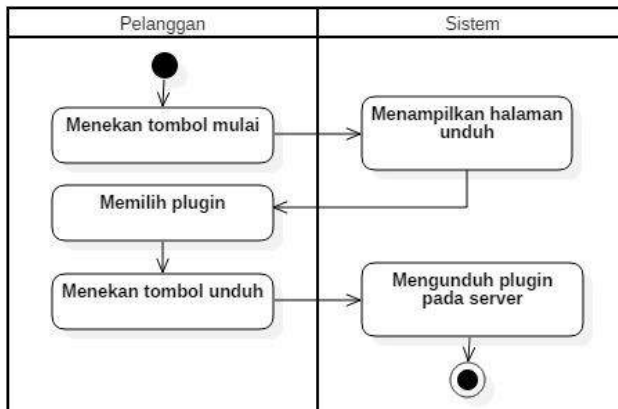 Pelanggan
Sistem
Menekan tombol mulai
Menampilkan halaman
unduh
Memilih plugin
Menekan tombol unduh
Mengunduh plugin
pada server